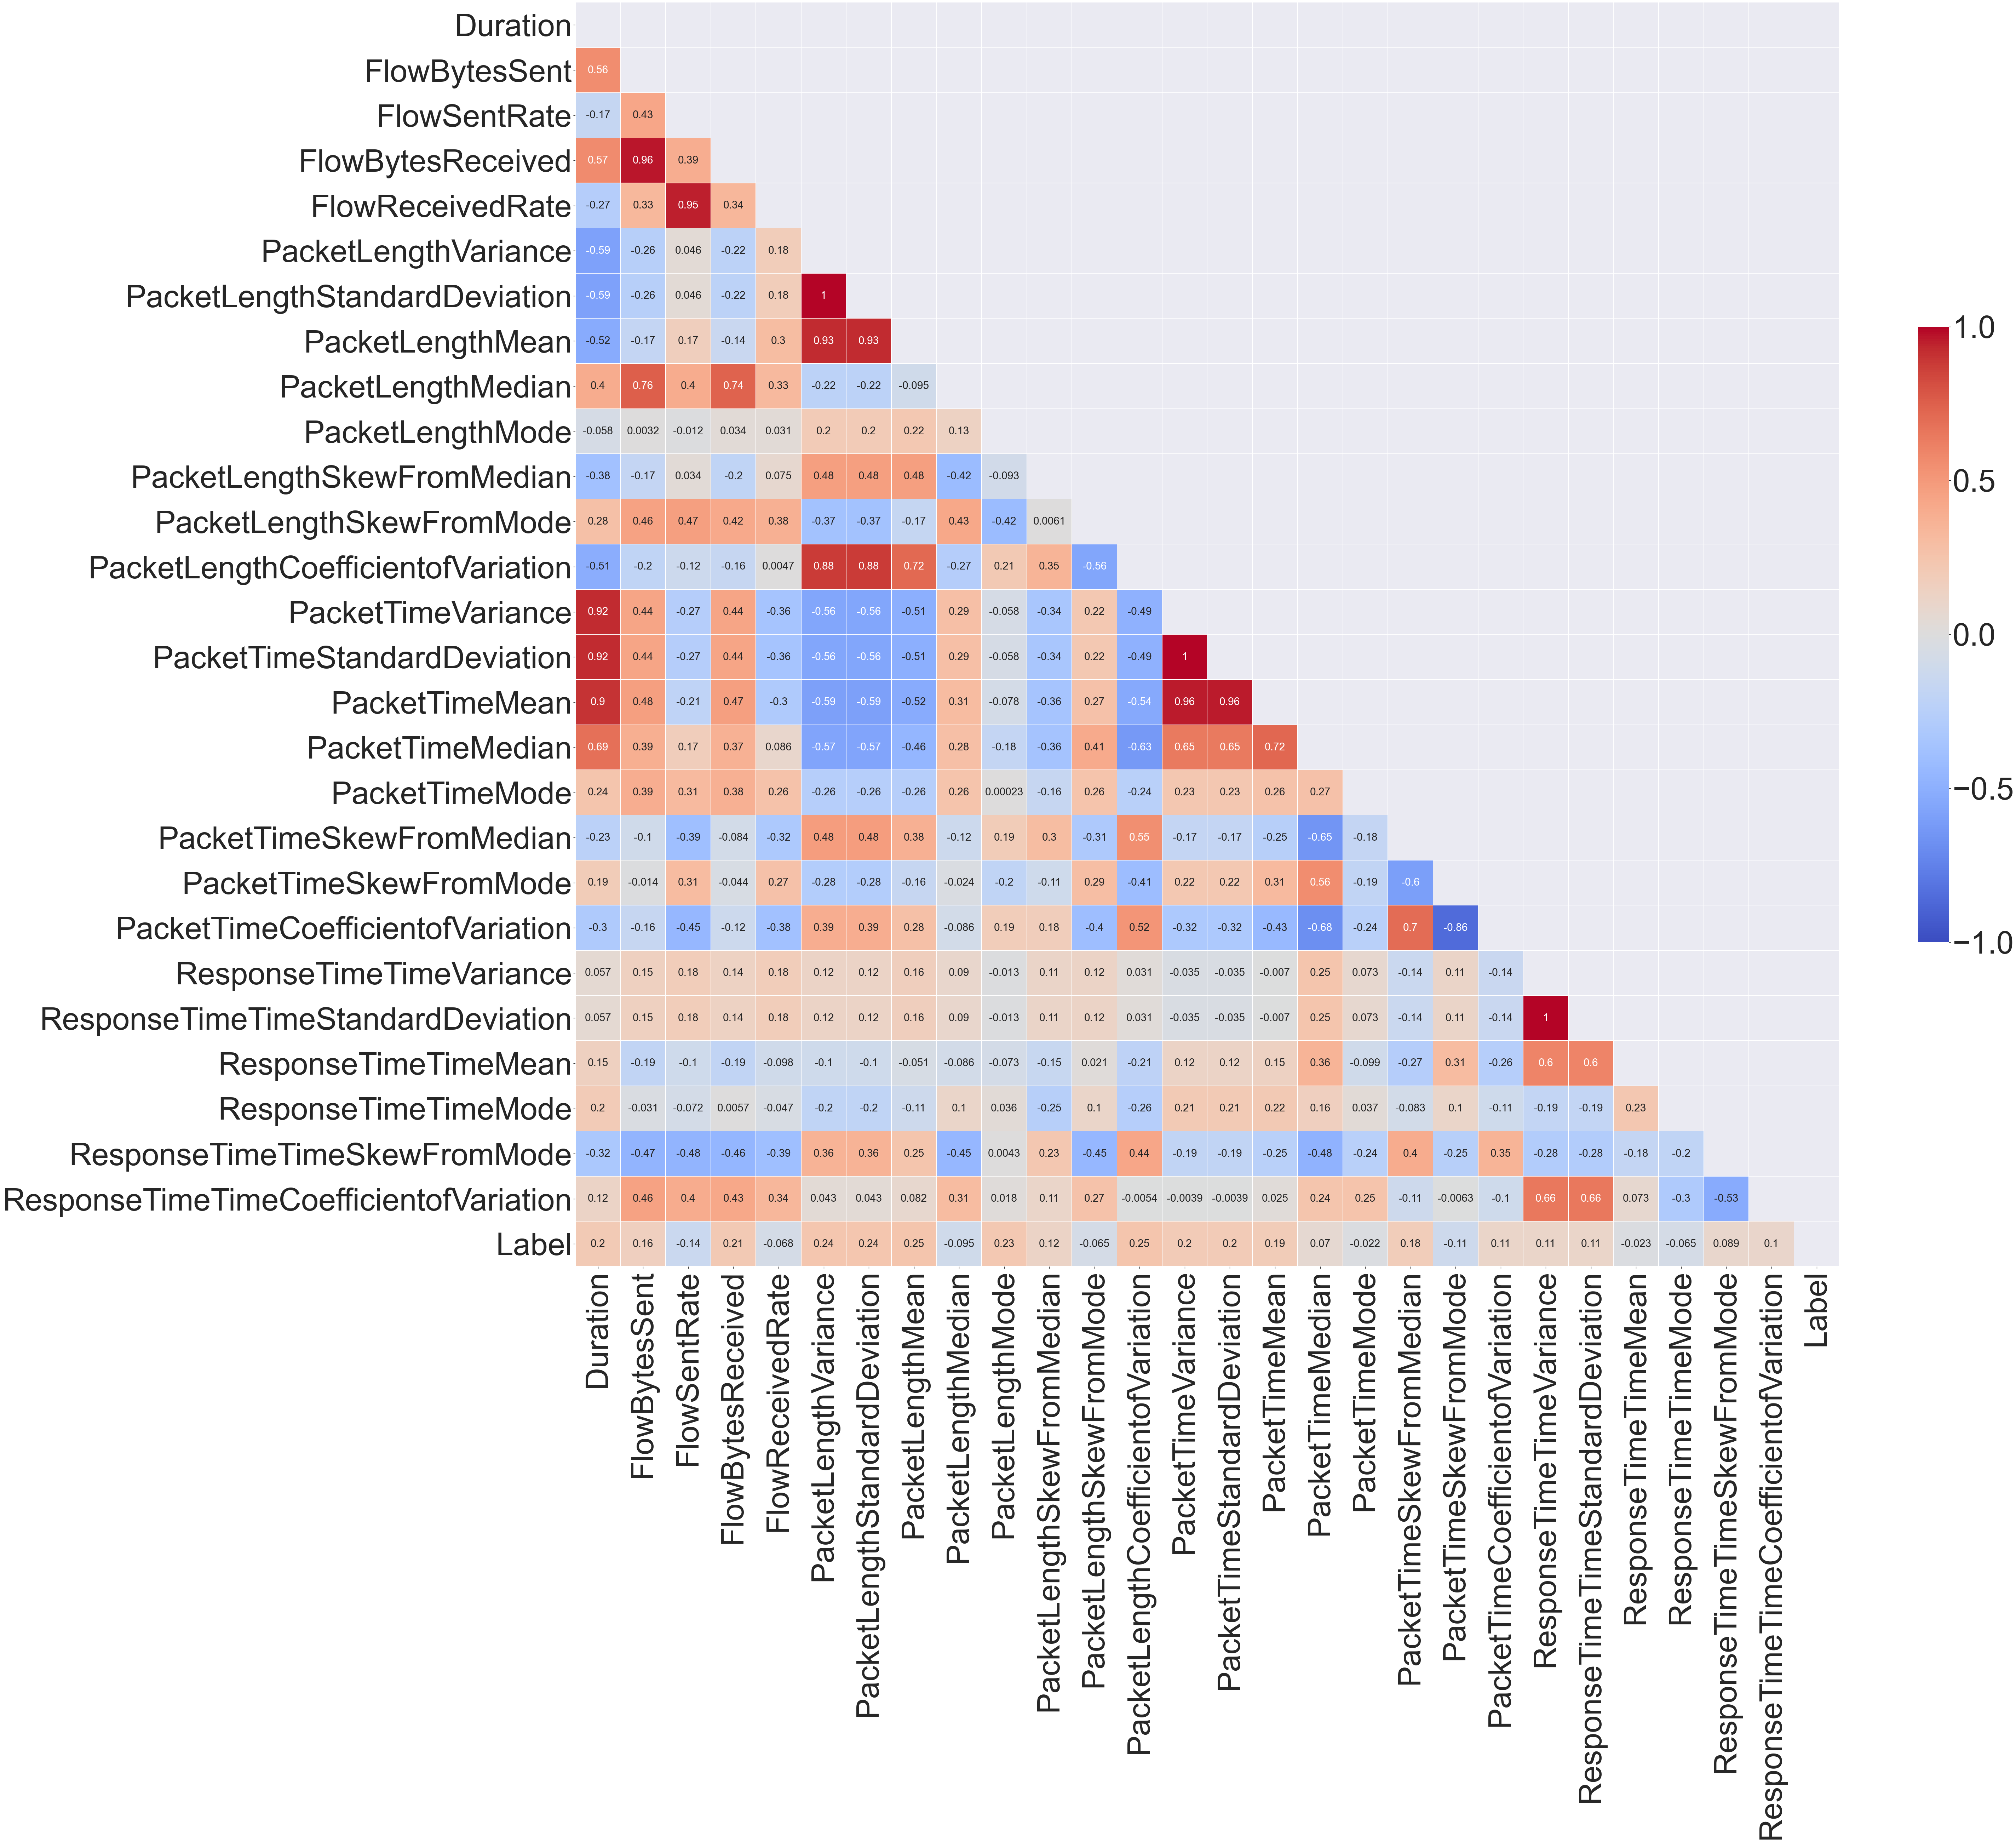 Duration
FlowBytesSent 0.56
FlowSentRate -0.17 0.43
FlowBytesReceived 0.57 0.96 0.39
FlowReceivedRate -0.27 0.33 0.95 0.34
PacketLengthVariance -0.59 -0.26 0.046 -0.22 0.18
PacketLengthStandardDeviation -0.59 -0.26 0.046 -0.22 0.18 1
PacketLengthMean -0.52 -0.17 0.17 -0.14 0.3 0.93 0.93
PacketLengthMedian 0.4 0.76 0.4 0.74 0.33 -0.22 -0.22 -0.095
PacketLengthMode -0.058 0.0032 -0.012 0.034 0.031 0.2 0.2 0.22 0.13
PacketLengthSkewFromMedian -0.38 -0.17 0.034 -0.2 0.075 0.48 0.48 0.48 -0.42 -0.093
PacketLengthSkewFromMode 0.28 0.46 0.47 0.42 0.38 -0.37 -0.37 -0.17 0.43 -0.42 0.0061
PacketLengthCoefficientofVariation -0.51 -0.2 -0.12 -0.16 0.0047 0.88 0.88 0.72 -0.27 0.21 0.35 -0.56
PacketTimeVariance 0.92 0.44 -0.27 0.44 -0.36 -0.56 -0.56 -0.51 0.29 -0.058 -0.34 0.22 -0.49
PacketTimeStandardDeviation 0.92 0.44 -0.27 0.44 -0.36 -0.56 -0.56 -0.51 0.29 -0.058 -0.34 0.22 -0.49 1
PacketTimeMean 0.9 0.48 -0.21 0.47 -0.3 -0.59 -0.59 -0.52 0.31 -0.078 -0.36 0.27 -0.54 0.96 0.96
PacketTimeMedian 0.69 0.39 0.17 0.37 0.086 -0.57 -0.57 -0.46 0.28 -0.18 -0.36 0.41 -0.63 0.65 0.65 0.72
PacketTimeMode 0.24 0.39 0.31 0.38 0.26 -0.26 -0.26 -0.26 0.26 0.00023 -0.16 0.26 -0.24 0.23 0.23 0.26 0.27
PacketTimeSkewFromMedian -0.23 -0.1 -0.39 -0.084 -0.32 0.48 0.48 0.38 -0.12 0.19 0.3 -0.31 0.55 -0.17 -0.17 -0.25 -0.65 -0.18
PacketTimeSkewFromMode 0.19 -0.014 0.31 -0.044 0.27 -0.28 -0.28 -0.16 -0.024 -0.2 -0.11 0.29 -0.41 0.22 0.22 0.31 0.56 -0.19 -0.6
PacketTimeCoefficientofVariation -0.3 -0.16 -0.45 -0.12 -0.38 0.39 0.39 0.28 -0.086 0.19 0.18 -0.4 0.52 -0.32 -0.32 -0.43 -0.68 -0.24 0.7 -0.86
ResponseTimeTimeVariance 0.057 0.15 0.18 0.14 0.18 0.12 0.12 0.16 0.09 -0.013 0.11 0.12 0.031 -0.035 -0.035 -0.007 0.25 0.073 -0.14 0.11 -0.14
ResponseTimeTimeStandardDeviation 0.057 0.15 0.18 0.14 0.18 0.12 0.12 0.16 0.09 -0.013 0.11 0.12 0.031 -0.035 -0.035 -0.007 0.25 0.073 -0.14 0.11 -0.14 1
ResponseTimeTimeMean 0.15 -0.19 -0.1 -0.19 -0.098 -0.1 -0.1 -0.051 -0.086 -0.073 -0.15 0.021 -0.21 0.12 0.12 0.15 0.36 -0.099 -0.27 0.31 -0.26 0.6 0.6
ResponseTimeTimeMode 0.2 -0.031 -0.072 0.0057 -0.047 -0.2 -0.2 -0.11 0.1 0.036 -0.25 0.1 -0.26 0.21 0.21 0.22 0.16 0.037 -0.083 0.1 -0.11 -0.19 -0.19 0.23
ResponseTimeTimeSkewFromMode -0.32 -0.47 -0.48 -0.46 -0.39 0.36 0.36 0.25 -0.45 0.0043 0.23 -0.45 0.44 -0.19 -0.19 -0.25 -0.48 -0.24 0.4 -0.25 0.35 -0.28 -0.28 -0.18 -0.2
ResponseTimeTimeCoefficientofVariation 0.12 0.46 0.4 0.43 0.34 0.043 0.043 0.082 0.31 0.018 0.11 0.27 -0.0054 -0.0039 -0.0039 0.025 0.24 0.25 -0.11 -0.0063 -0.1 0.66 0.66 0.073 -0.3 -0.53
Label 0.2 0.16 -0.14 0.21 -0.068 0.24 0.24 0.25 -0.095 0.23 0.12 -0.065 0.25 0.2 0.2 0.19 0.07 -0.022 0.18 -0.11 0.11 0.11 0.11 -0.023 -0.065 0.089 0.1
Duration
FlowBytesSent
FlowSentRate
FlowBytesReceived
FlowReceivedRate
PacketLengthVariance
PacketLengthStandardDeviation
PacketLengthMean
PacketLengthMedian
PacketLengthMode
PacketLengthSkewFromMedian
PacketLengthSkewFromMode
PacketLengthCoefficientofVariation
PacketTimeVariance
PacketTimeStandardDeviation
PacketTimeMean
PacketTimeMedian
PacketTimeMode
PacketTimeSkewFromMedian
PacketTimeSkewFromMode
PacketTimeCoefficientofVariation
ResponseTimeTimeVariance
ResponseTimeTimeStandardDeviation
ResponseTimeTimeMean
ResponseTimeTimeMode
ResponseTimeTimeSkewFromMode
ResponseTimeTimeCoefficientofVariation
Label
1.0
0.5
0.0
−0.5
−1.0